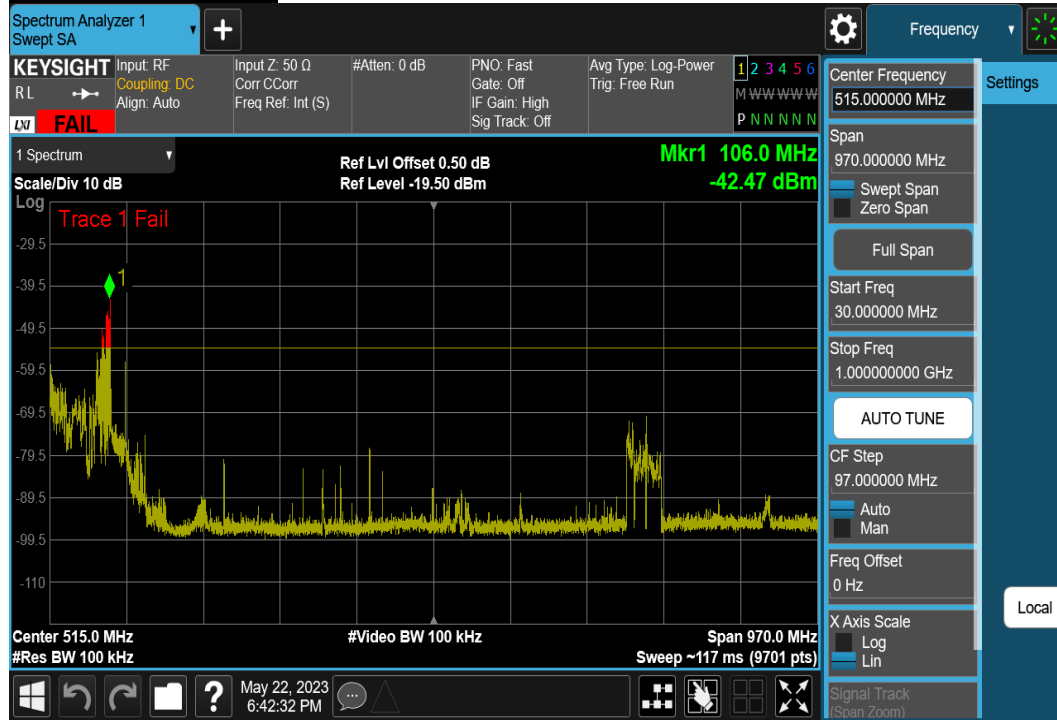 Spectrum Analyzer 1
Swept SA
Frequency
KEYSIGHT
RL
LXI
FAIL
Input: RF
Coupling: DC
Align: Auto
Input Z: 50 Ω
Corr CCorr
Freq Ref: Int (S)
#Atten: 0 dB
PNO: Fast
Gate: Off
IF Gain: High
Sig Track: Off
Avg Type: Log-Power
Trig: Free Run
1 2 3 4 5 6
M W W W W W
P N N N N N
1 Spectrum
Scale/Div 10 dB
Log
Ref Lvl Offset 0.50 dB
Ref Level -19.50 dBm
Mkr1 106.0 MHz
-42.47 dBm
Trace 1 Fail
1
-29.5
-39.5
-49.5
-59.5
-69.5
-79.5
-89.5
-99.5
-110
Center 515.0 MHz
#Res BW 100 kHz
#Video BW 100 kHz
Span 970.0 MHz
Sweep ~117 ms (9701 pts)
May 22, 2023
6:42:32 PM
Center Frequency
515.000000 MHz
Span
970.000000 MHz
Swept Span
Zero Span
Full Span
Start Freq
30.000000 MHz
Stop Freq
1.000000000 GHz
AUTO TUNE
CF Step
97.000000 MHz
Auto
Man
Freq Offset
0 Hz
X Axis Scale
Log
Lin
Signal Track
(Span Zoom)
Settings
Local